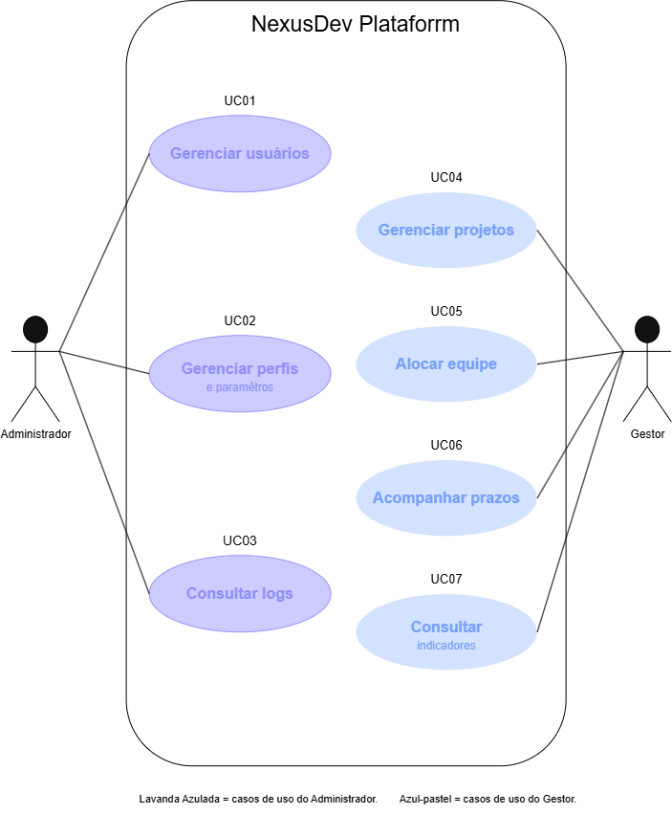 NexusDev Plataforrm
UC01
Gerenciar usuários
UC04
Gerenciar projetos
UC02
Gerenciar perfis
e paramêtros
UC05
Alocar equipe
Administrador
Gestor
UC06
Acompanhar prazos
UC03
Consultar logs
UC07
Consultar
indicadores
Lavanda Azulada = casos de uso do Administrador. Azul-pastel = casos de uso do Gestor.